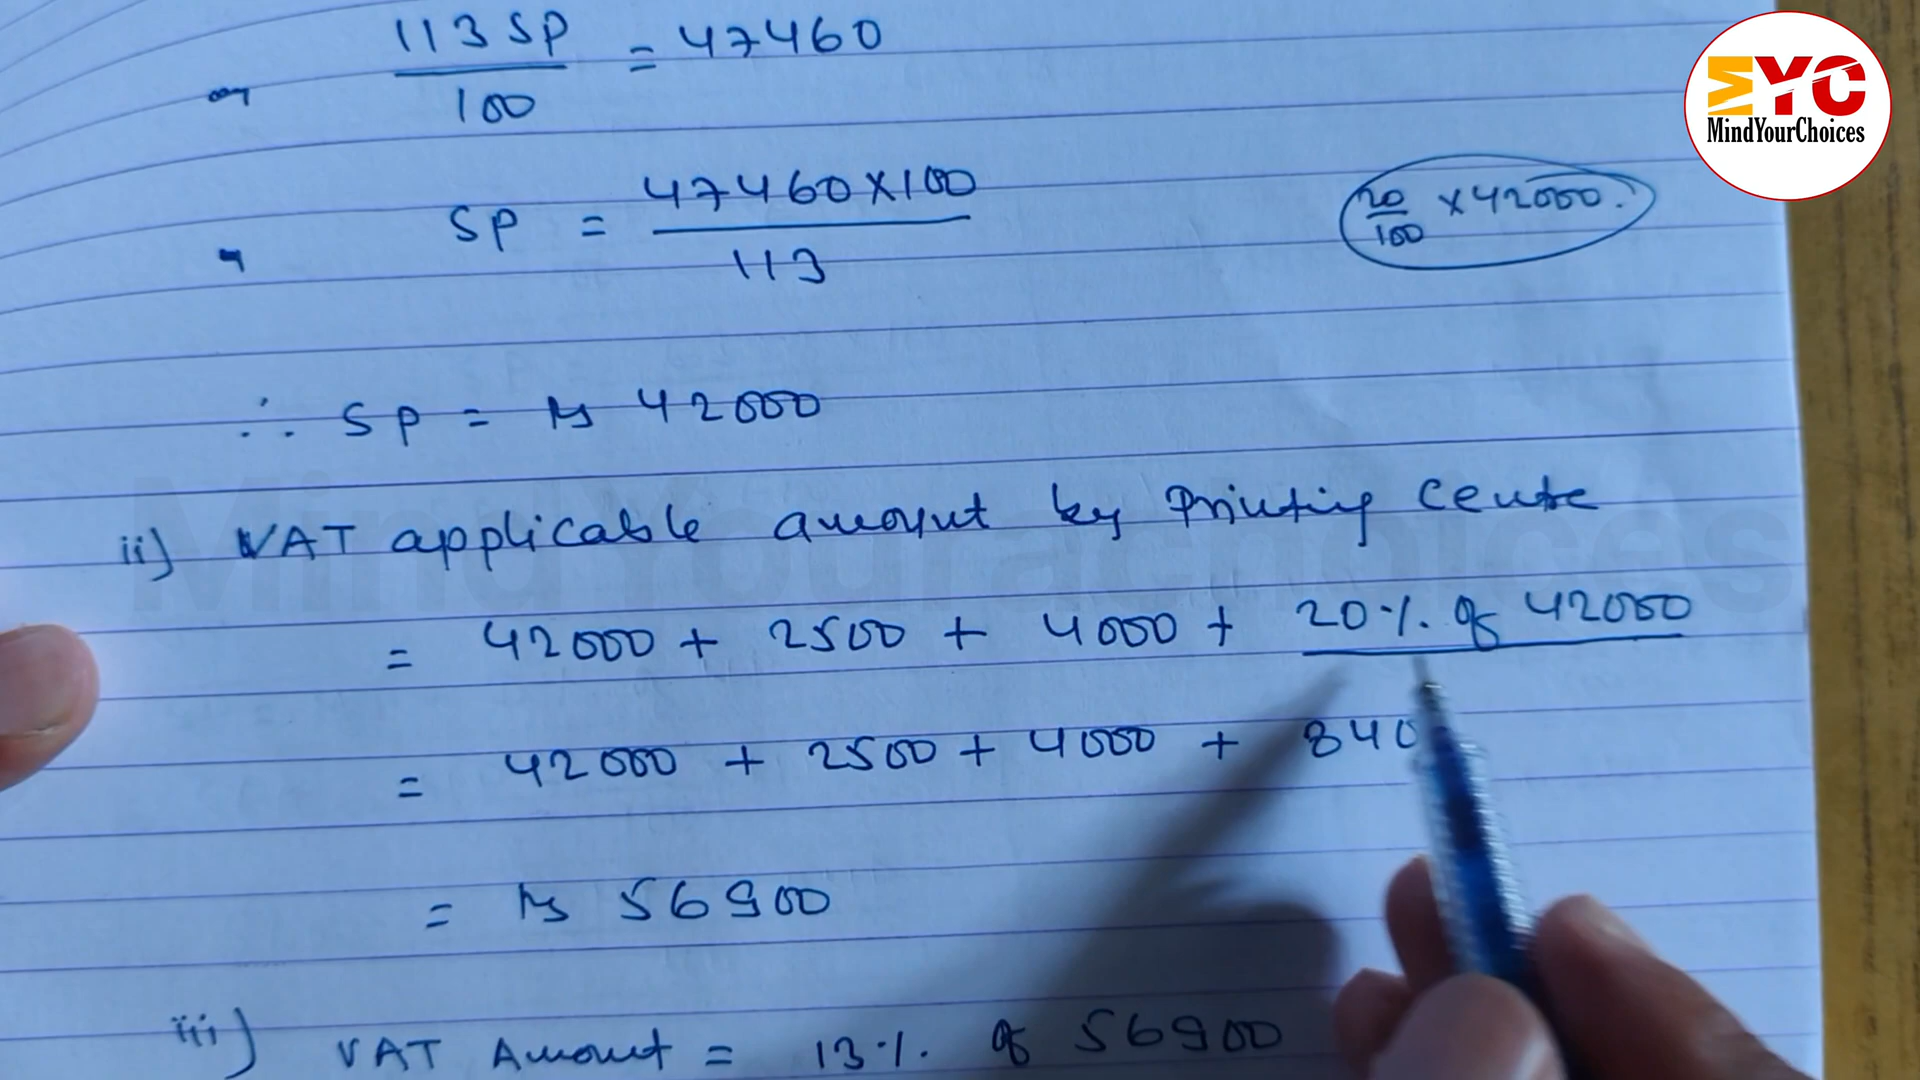 113 SP / 100 = 47460
SP = 47460 × 100 / 113
20/100 × 42000
∴ SP = Rs 42000
ii) VAT applicable amount by Printing Centre
= 42000 + 2500 + 4000 + 20% of 42000
= 42000 + 2500 + 4000 + 840
= Rs 56900
iii) VAT Amount = 13% of 56900
MYC
MindYourChoices
MindYourachoices